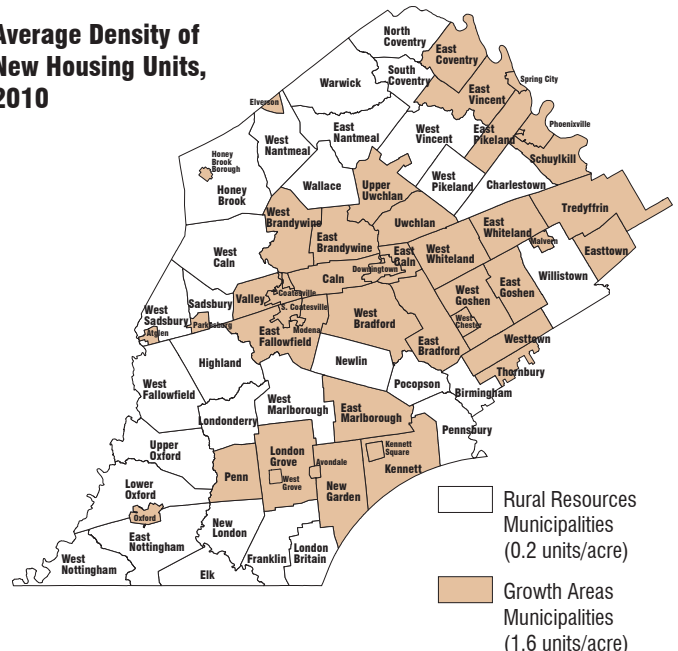 Average Density of
New Housing Units,
2010
North
Coventry
East
Coventry
South
Coventry
Spring City
Warwick
Elverson
East
Vincent
Phoenixville
West
Nantmeal
East
Nantmeal
West
Vincent
East
Pikeland
Schuylkill
Honey
Brook
Borough
Honey
Brook
Wallace
Upper
Uwchlan
West
Pikeland
Charlestown
Tredyffrin
West
Brandywine
Uwchlan
East
Whiteland
Malvern
Easttown
East
Brandywine
East
Caln
West
Whiteland
Willistown
West
Caln
Downingtown
Caln
West
Goshen
East
Goshen
West
Sadsbury
Sadsbury
Valley
Coatesville
S. Coatesville
West
Bradford
West
Chester
Atglen
Parkesburg
Modena
East
Fallowfield
East
Bradford
Westtown
Highland
Newlin
Thornbury
West
Fallowfield
Pocopson
Birmingham
West
Marlborough
East
Marlborough
Londonderry
Pennsbury
Upper
Oxford
London
Grove
Kennett
Square
Penn
Avondale
Kennett
West
Grove
New
Garden
Lower
Oxford
Oxford
New
London
East
Nottingham
West
Nottingham
Elk
Franklin
London
Britain
Rural Resources
Municipalities
(0.2 units/acre)
Growth Areas
Municipalities
(1.6 units/acre)